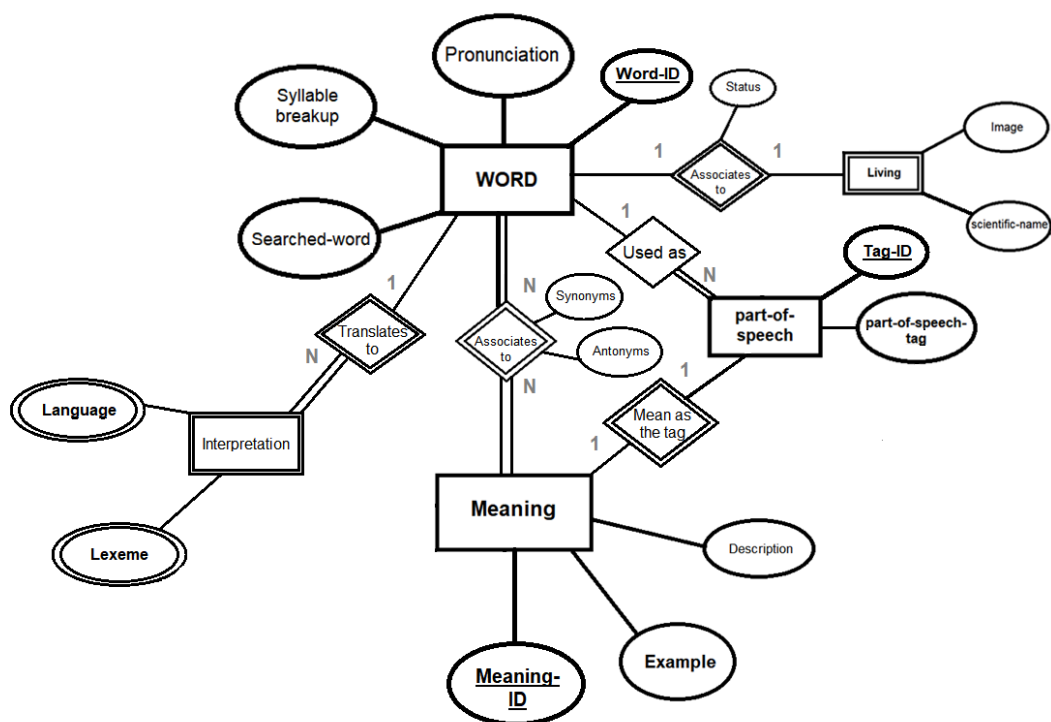 Pronunciation
Word-ID
Status
Syllable
breakup
Image
WORD
1
Associates
to
1
Living
Searched-word
1
scientific-name
Used as
Tag-ID
N
1
N
Synonyms
Translates
to
Associates
to
part-of-
speech
part-of-speech-
tag
Antonyms
N
N
1
Language
Mean as
the tag
Interpretation
1
Meaning
Lexeme
Description
Example
Meaning-
ID